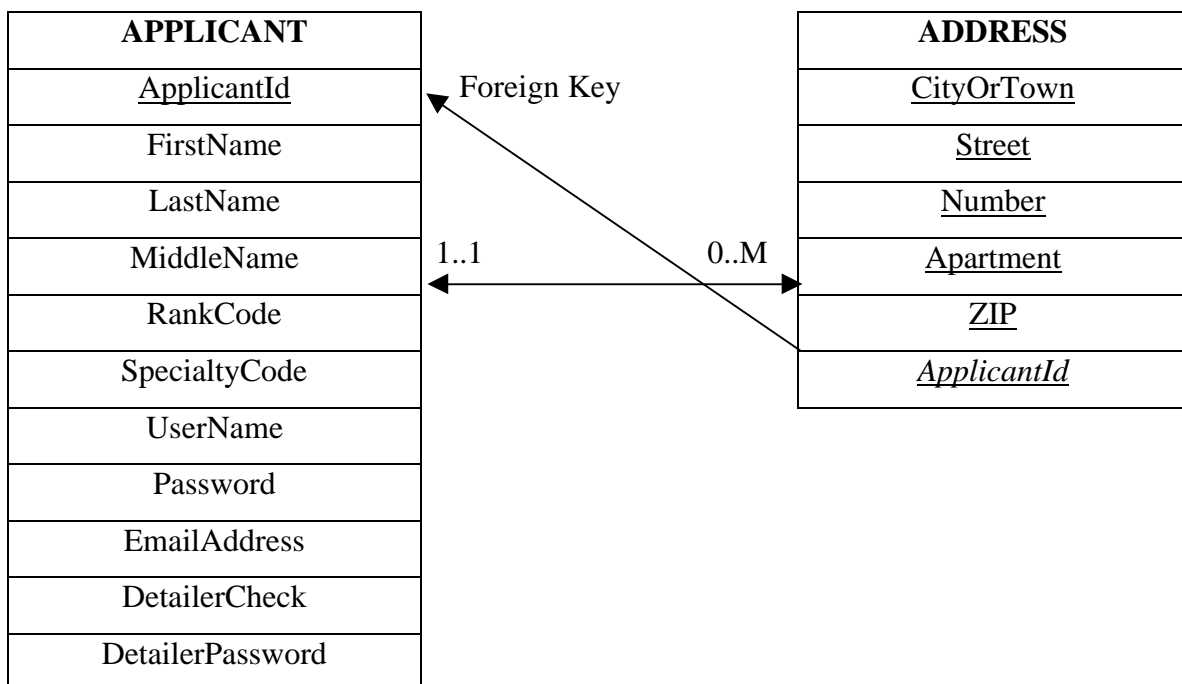 APPLICANT
ApplicantId
FirstName
LastName
MiddleName
RankCode
SpecialtyCode
UserName
Password
EmailAddress
DetailerCheck
DetailerPassword
Foreign Key
1..1
0..M
ADDRESS
CityOrTown
Street
Number
Apartment
ZIP
ApplicantId